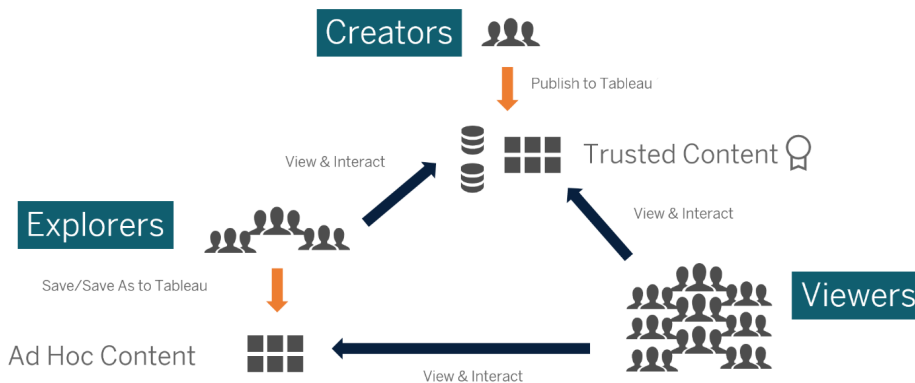 Creators
Publish to Tableau
Trusted Content
View & Interact
View & Interact
Explorers
Save/Save As to Tableau
Viewers
Ad Hoc Content
View & Interact